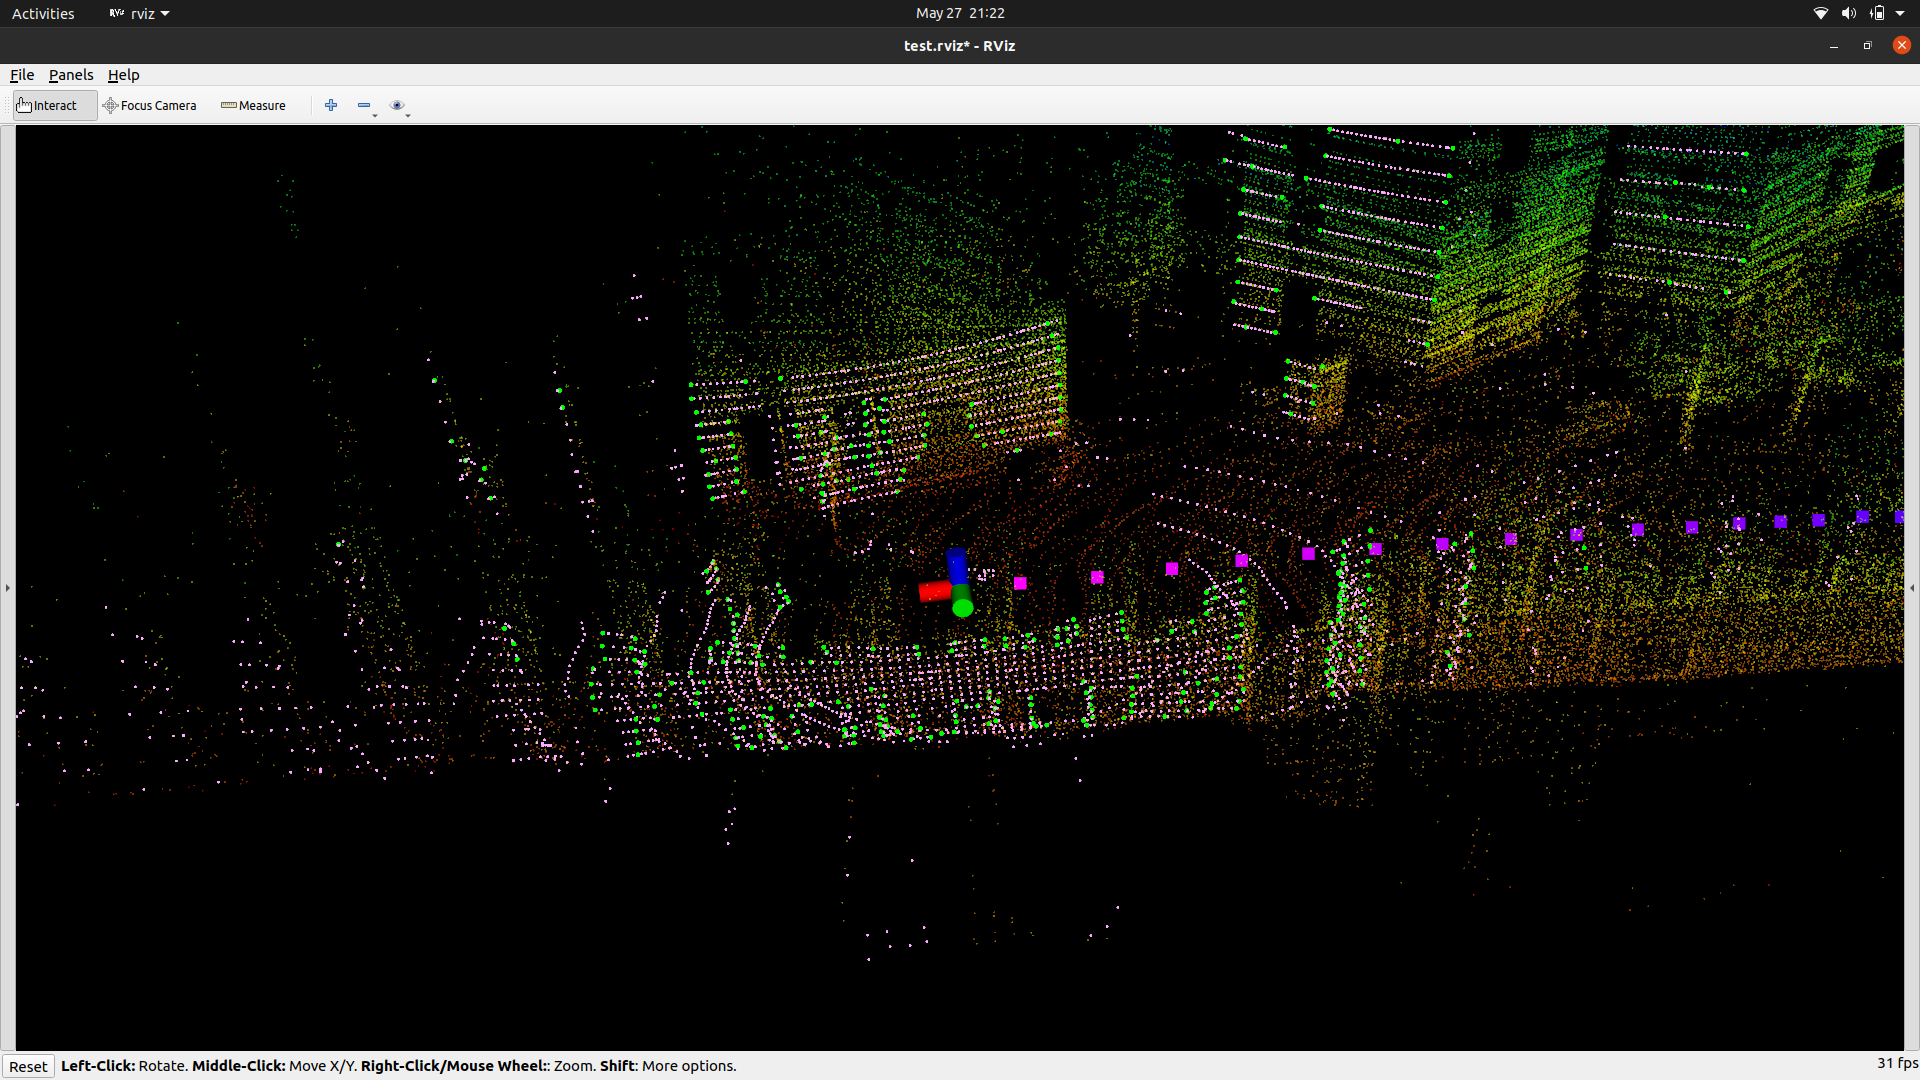 Activities rviz May 27 21:22
test.rviz* - RViz
File Panels Help
Interact Focus Camera Measure
Reset Left-Click: Rotate. Middle-Click: Move X/Y. Right-Click/Mouse Wheel:: Zoom. Shift: More options. 31 fps